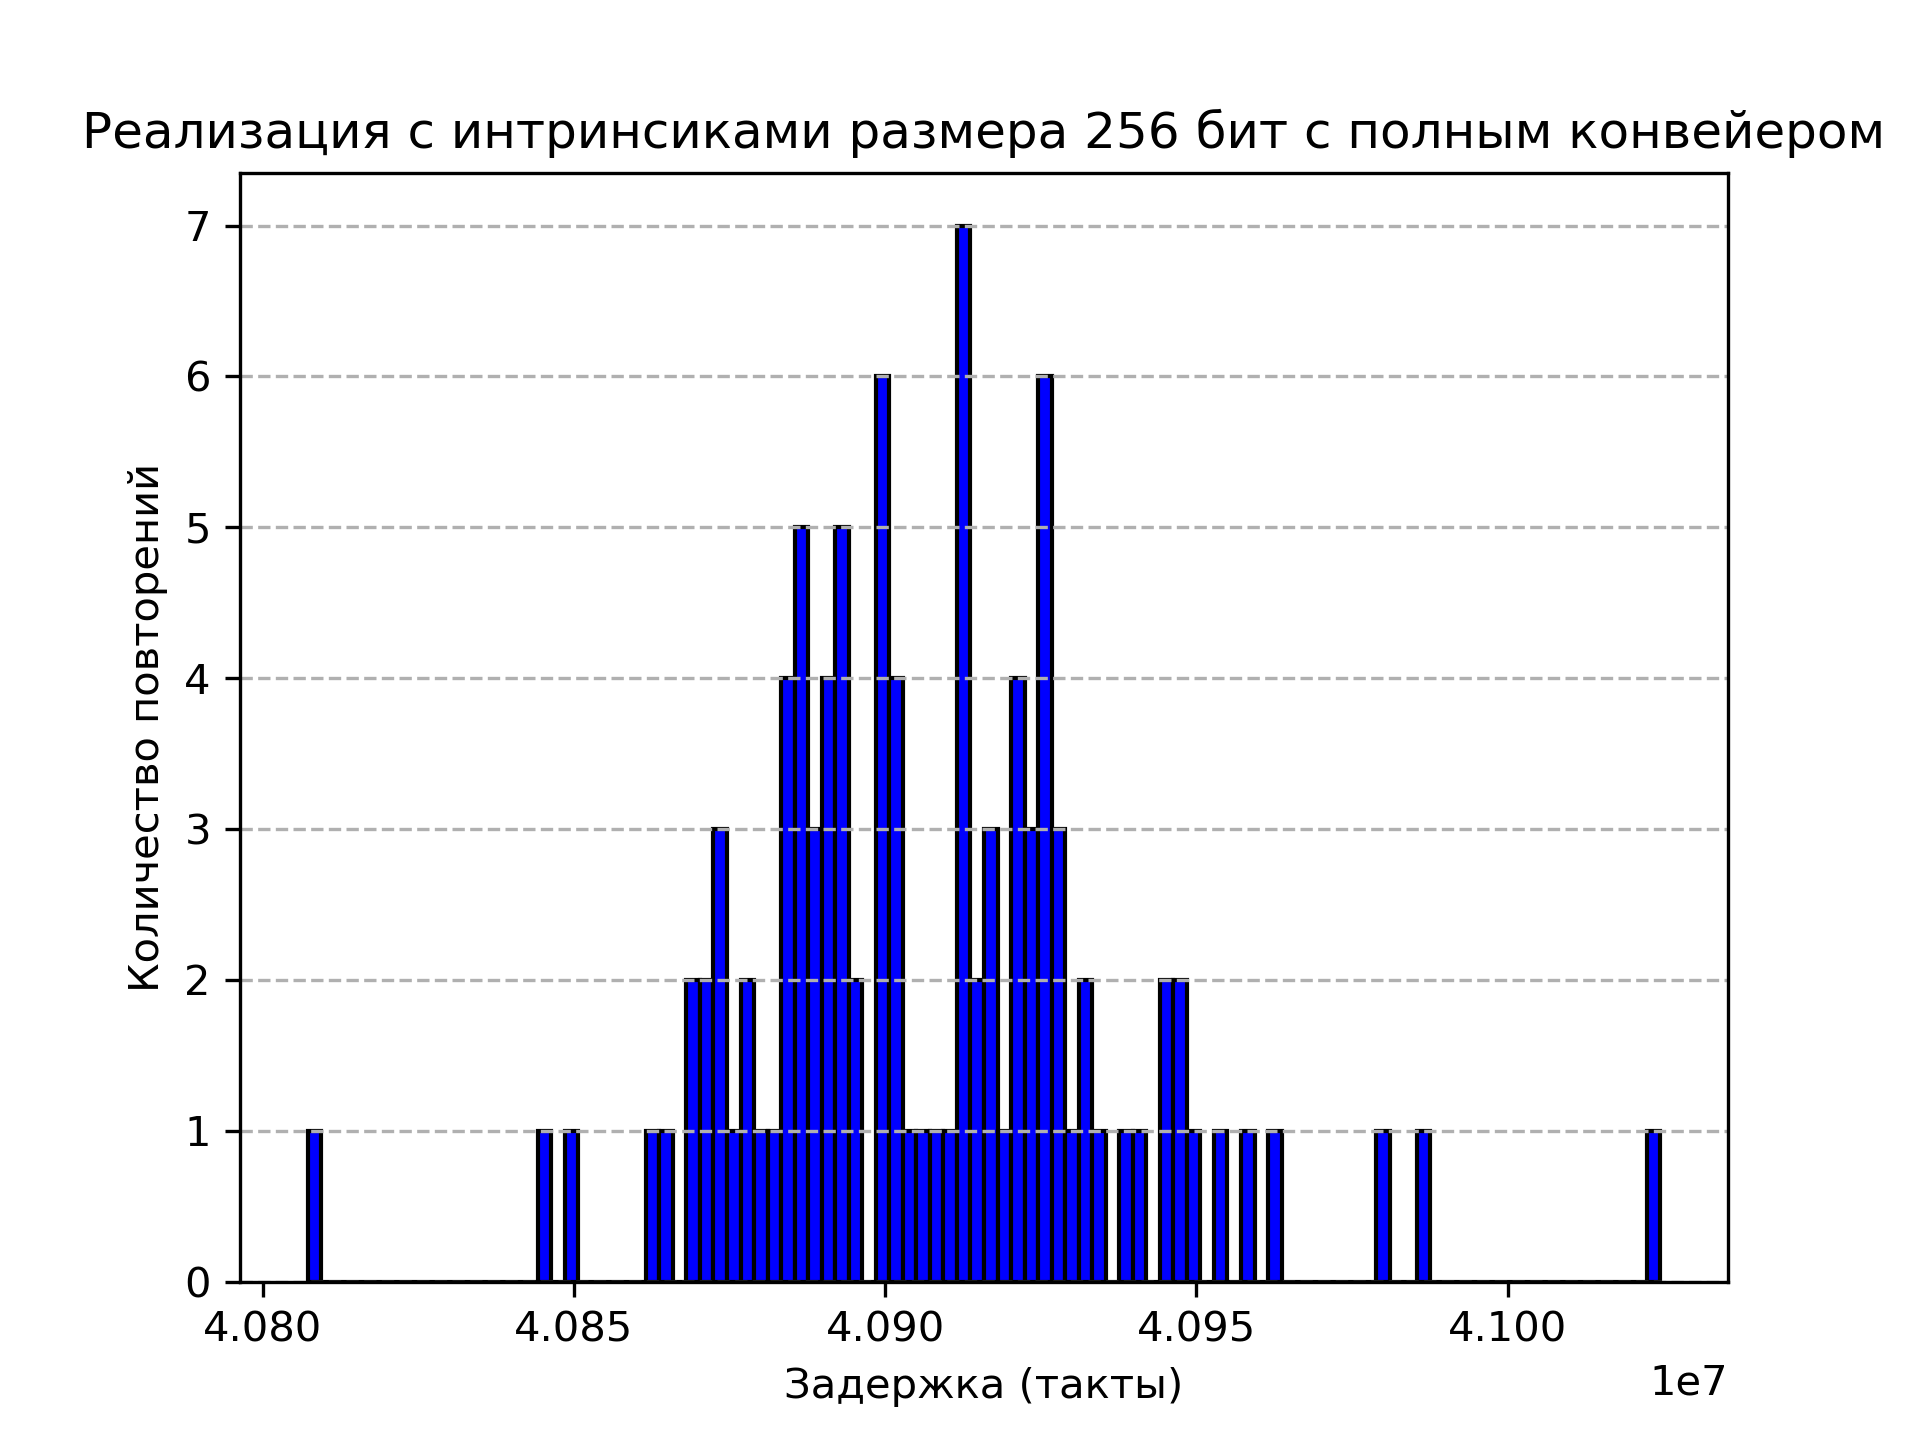 Реализация с интринсиками размера 256 бит с полным конвейером
7
6
5
4
3
2
1
0
Количество повторений
4.080 4.085 4.090 4.095 4.100
1e7
Задержка (такты)